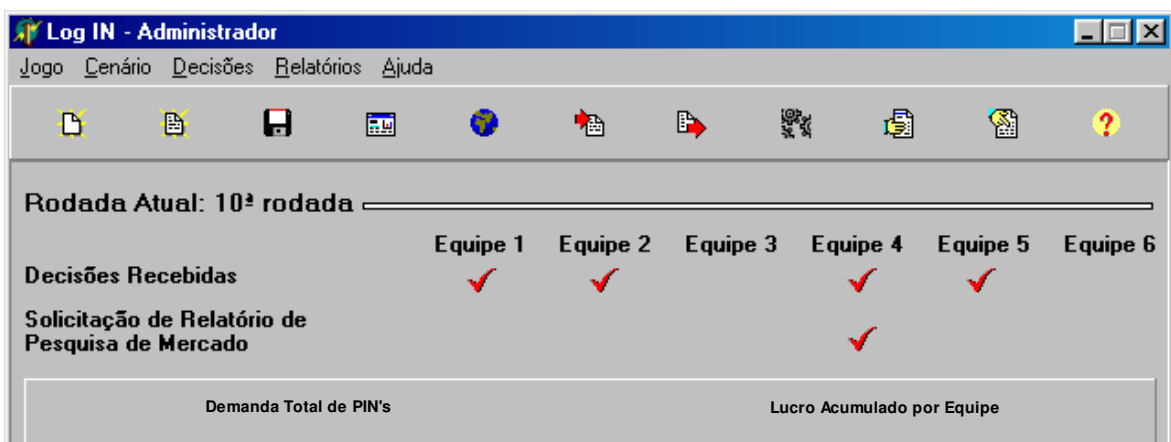 Log IN - Administrador
Jogo Cenário Decisões Relatórios Ajuda
Rodada Atual: 10ª rodada
Equipe 1 Equipe 2 Equipe 3 Equipe 4 Equipe 5 Equipe 6
Decisões Recebidas
Solicitação de Relatório de
Pesquisa de Mercado
Demanda Total de PIN's Lucro Acumulado por Equipe